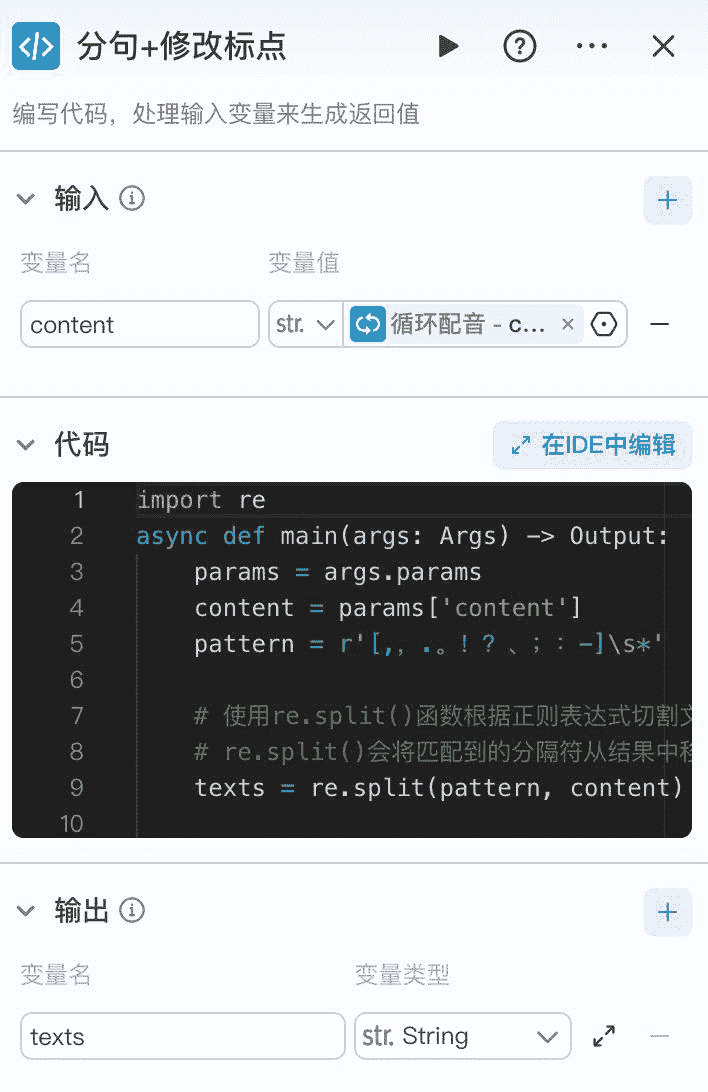 分句+修改标点
编写代码，处理输入变量来生成返回值
输入
变量名 变量值
content str. 循环配音 - c...
代码 在IDE中编辑
1 import re
2 async def main(args: Args) -> Output:
3 params = args.params
4 content = params['content']
5 pattern = r'[,，.。！？、；：-]\s*'
6
7 # 使用re.split()函数根据正则表达式切割文
8 # re.split()会将匹配到的分隔符从结果中移
9 texts = re.split(pattern, content)
10
输出
变量名 变量类型
texts str. String